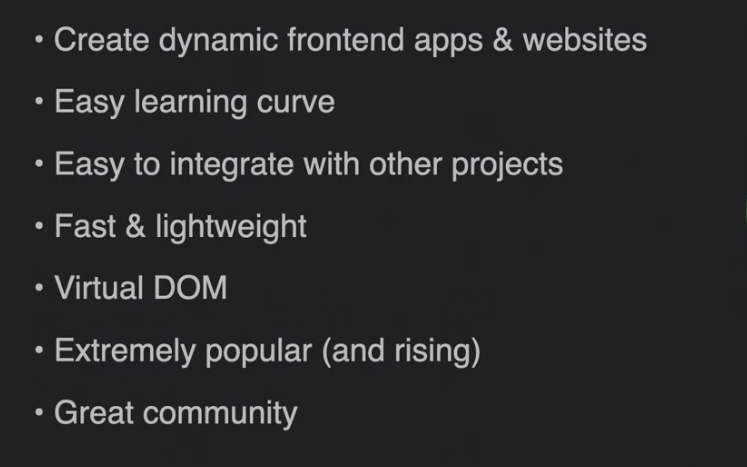 • Create dynamic frontend apps & websites
• Easy learning curve
• Easy to integrate with other projects
• Fast & lightweight
• Virtual DOM
• Extremely popular (and rising)
• Great community